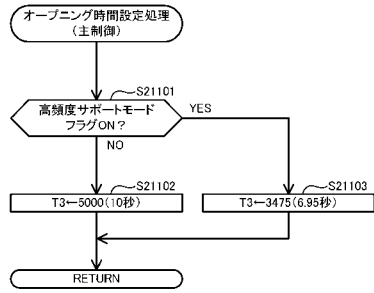 オープニング時間設定処理
(主制御)
S21101
高頻度サポートモード
フラグON?
YES
NO
S21102
T3←5000(10秒)
S21103
T3←3475(6.95秒)
RETURN